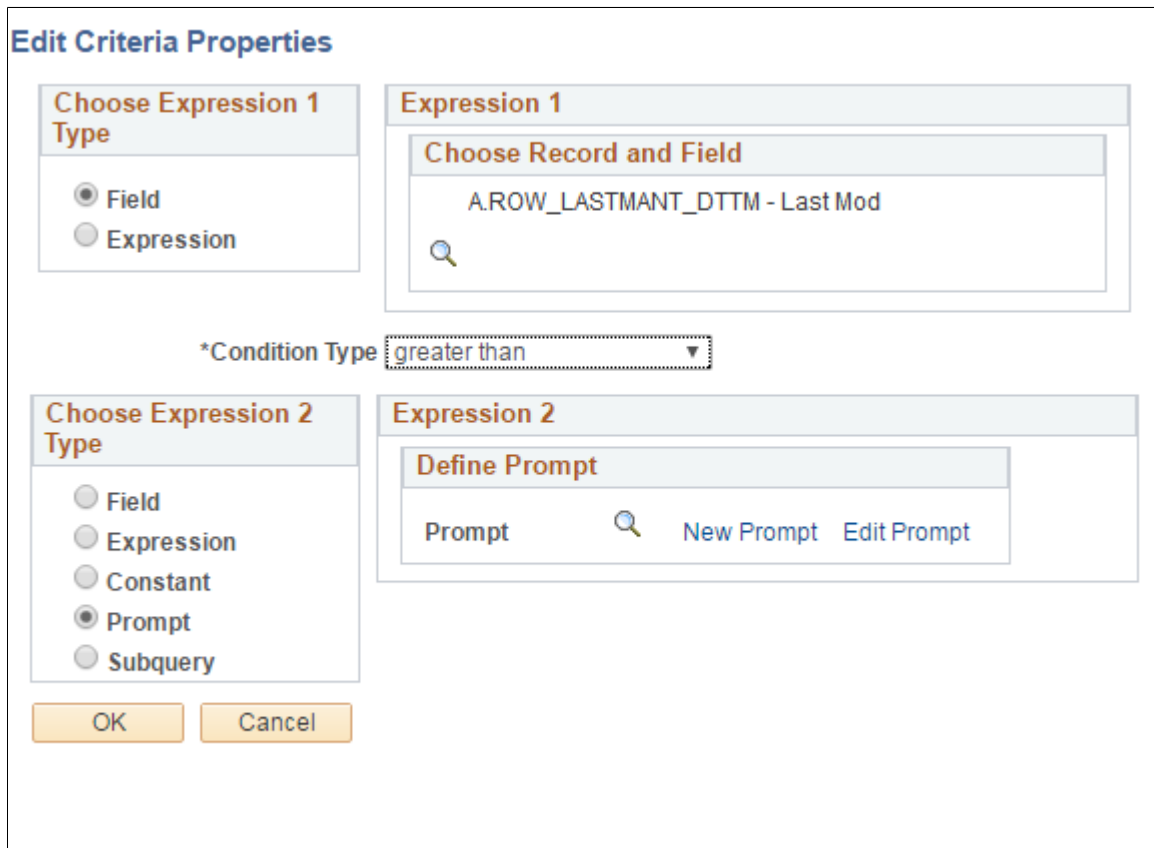 Edit Criteria Properties
Choose Expression 1
Type
Field
Expression
Expression 1
Choose Record and Field
A.ROW_LASTMANT_DTTM - Last Mod
*Condition Type greater than
Choose Expression 2
Type
Field
Expression
Constant
Prompt
Subquery
Expression 2
Define Prompt
Prompt New Prompt Edit Prompt
OK Cancel